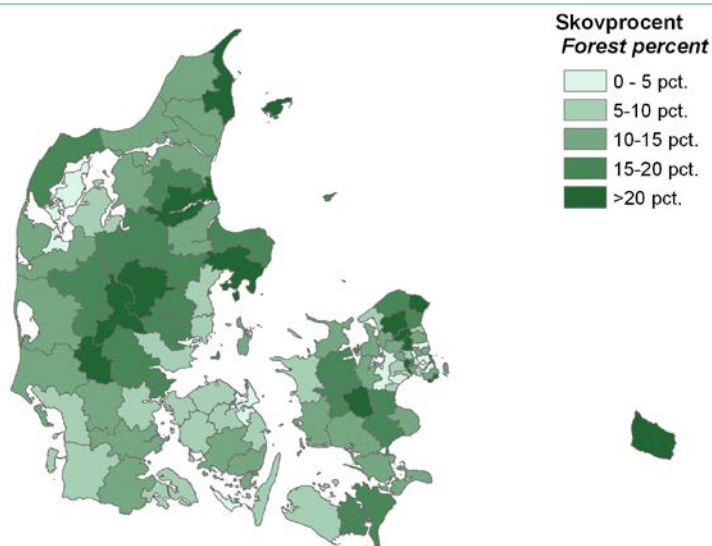 Skovprocent
Forest percent
0 - 5 pct.
5-10 pct.
10-15 pct.
15-20 pct.
>20 pct.